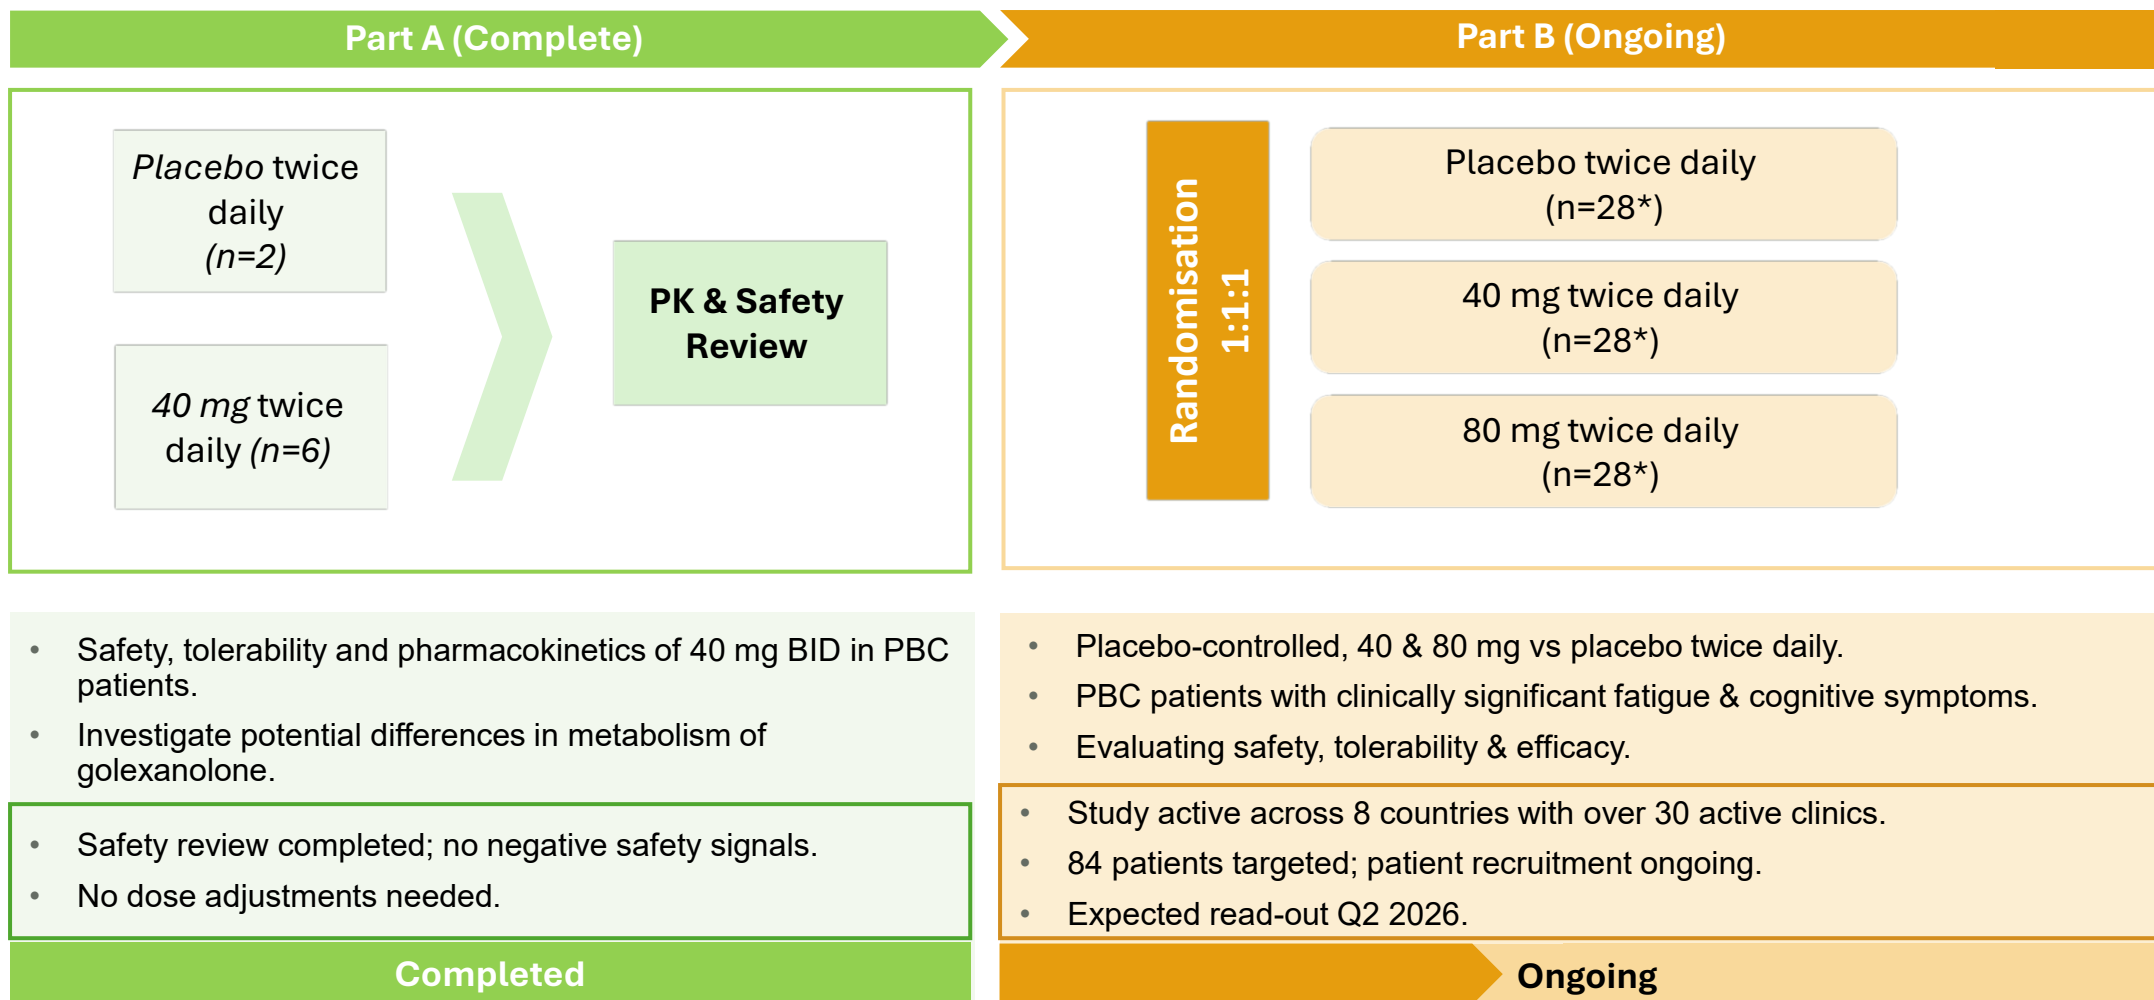 Part A (Complete)
Part B (Ongoing)
Placebo twice
daily
(n=2)
40 mg twice
daily (n=6)
PK & Safety
Review
Randomisation
1:1:1
Placebo twice daily
(n=28*)
40 mg twice daily
(n=28*)
80 mg twice daily
(n=28*)
• Safety, tolerability and pharmacokinetics of 40 mg BID in PBC
patients.
• Investigate potential differences in metabolism of
golexanolone.
• Safety review completed; no negative safety signals.
• No dose adjustments needed.
Completed
• Placebo-controlled, 40 & 80 mg vs placebo twice daily.
• PBC patients with clinically significant fatigue & cognitive symptoms.
• Evaluating safety, tolerability & efficacy.
• Study active across 8 countries with over 30 active clinics.
• 84 patients targeted; patient recruitment ongoing.
• Expected read-out Q2 2026.
Ongoing